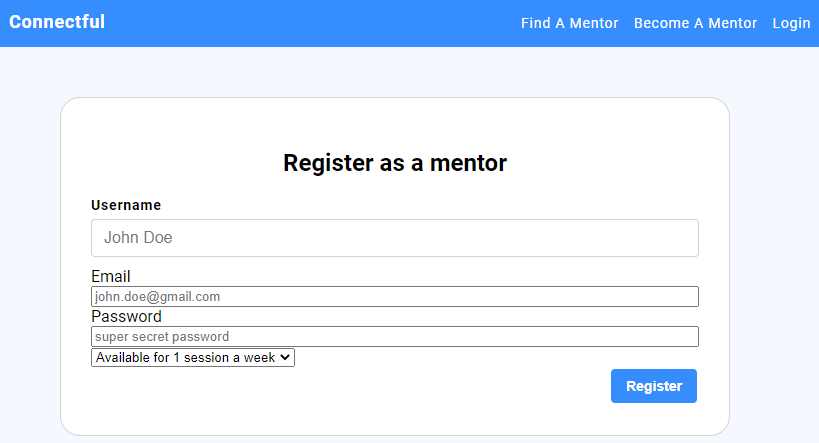 Connectful Find A Mentor Become A Mentor Login
Register as a mentor
Username
John Doe
Email
john.doe@gmail.com
Password
super secret password
Available for 1 session a week
Register